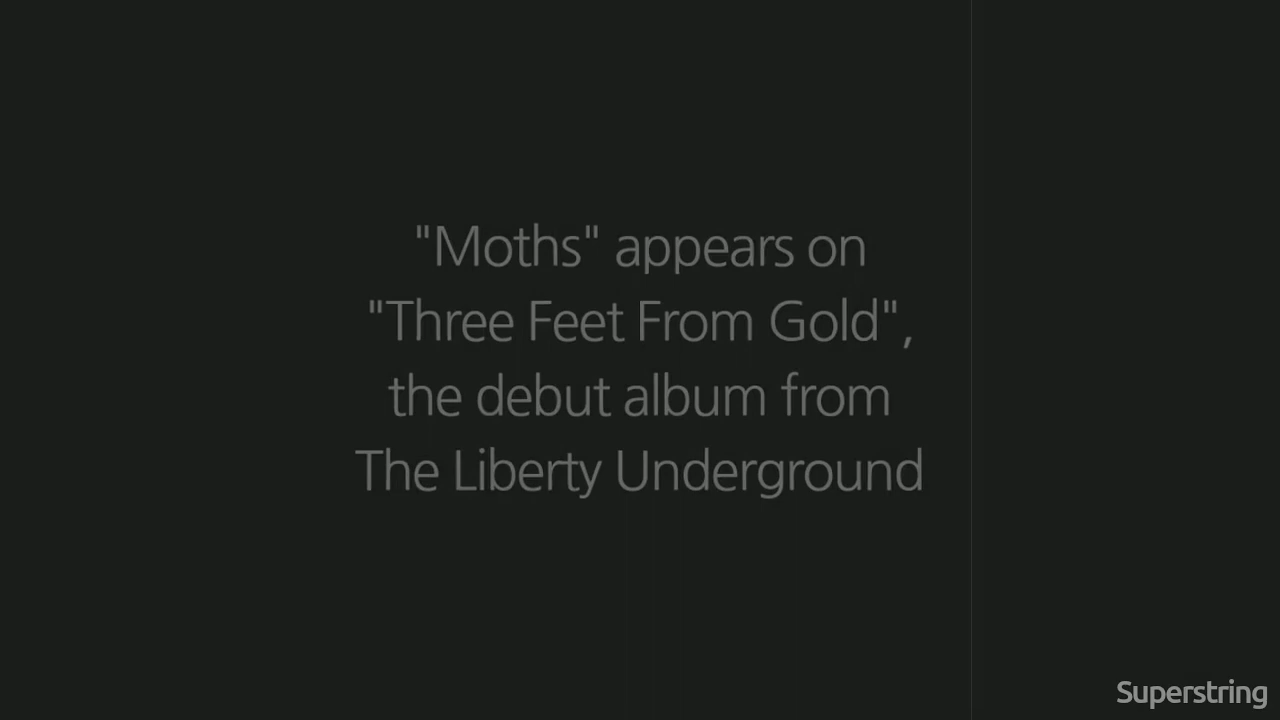 "Moths" appears on
"Three Feet From Gold",
the debut album from
The Liberty Underground
Superstring